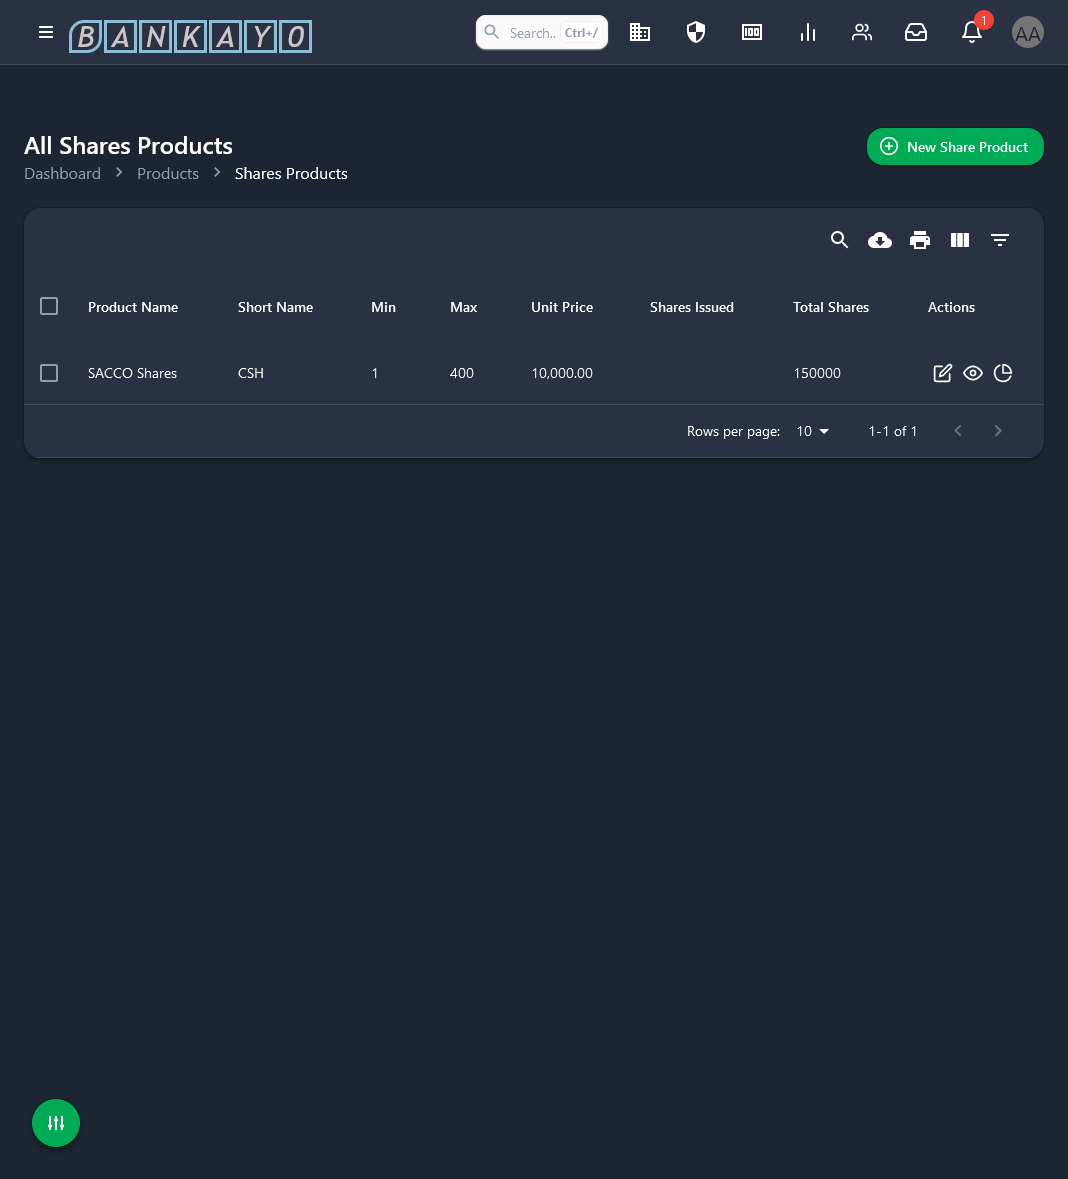 BANKAYO Search.. Ctrl+/ 1 AA
All Shares Products
New Share Product
Dashboard Products Shares Products
Product Name Short Name Min Max Unit Price Shares Issued Total Shares Actions
SACCO Shares CSH 1 400 10,000.00 150000
Rows per page: 10 1-1 of 1